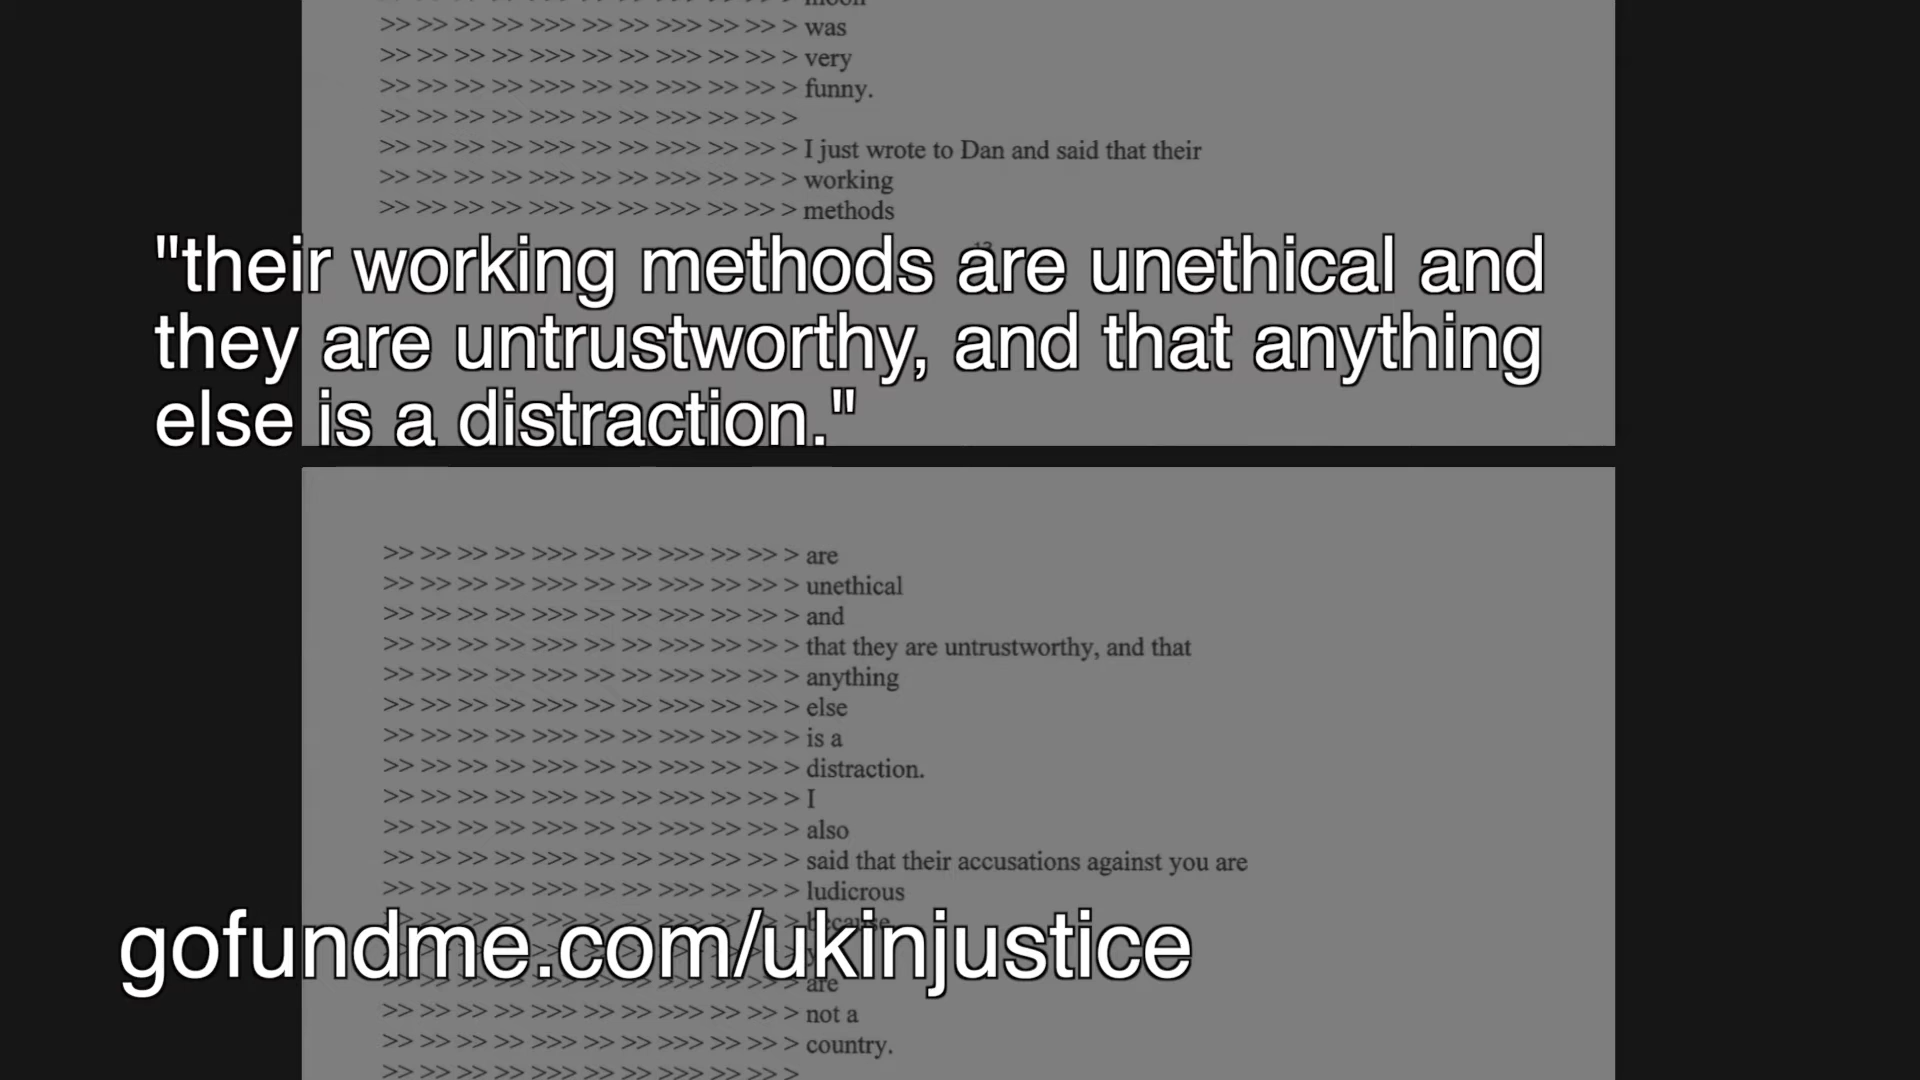 moon
>> >> >> >> >>> >> >> >>> >> >> > was
>> >> >> >> >>> >> >> >>> >> >> > very
>> >> >> >> >>> >> >> >>> >> >> > funny.
>> >> >> >> >>> >> >> >>> >> >> >
>> >> >> >> >>> >> >> >>> >> >> > I just wrote to Dan and said that their
>> >> >> >> >>> >> >> >>> >> >> > working
>> >> >> >> >>> >> >> >>> >> >> > methods
"their working methods are unethical and
they are untrustworthy, and that anything
else is a distraction."
>> >> >> >> >>> >> >> >>> >> >> > are
>> >> >> >> >>> >> >> >>> >> >> > unethical
>> >> >> >> >>> >> >> >>> >> >> > and
>> >> >> >> >>> >> >> >>> >> >> > that they are untrustworthy, and that
>> >> >> >> >>> >> >> >>> >> >> > anything
>> >> >> >> >>> >> >> >>> >> >> > else
>> >> >> >> >>> >> >> >>> >> >> > is a
>> >> >> >> >>> >> >> >>> >> >> > distraction.
>> >> >> >> >>> >> >> >>> >> >> > I
>> >> >> >> >>> >> >> >>> >> >> > also
>> >> >> >> >>> >> >> >>> >> >> > said that their accusations against you are
>> >> >> >> >>> >> >> >>> >> >> > ludicrous
>> >> >> >> >>> >> >> >>> >> >> > because
gofundme.com/ukinjustice
>> >> >> >> >>> >> >> >>> >> >> > are
>> >> >> >> >>> >> >> >>> >> >> > not a
>> >> >> >> >>> >> >> >>> >> >> > country.
>> >> >> >> >>> >> >> >>> >> >> >